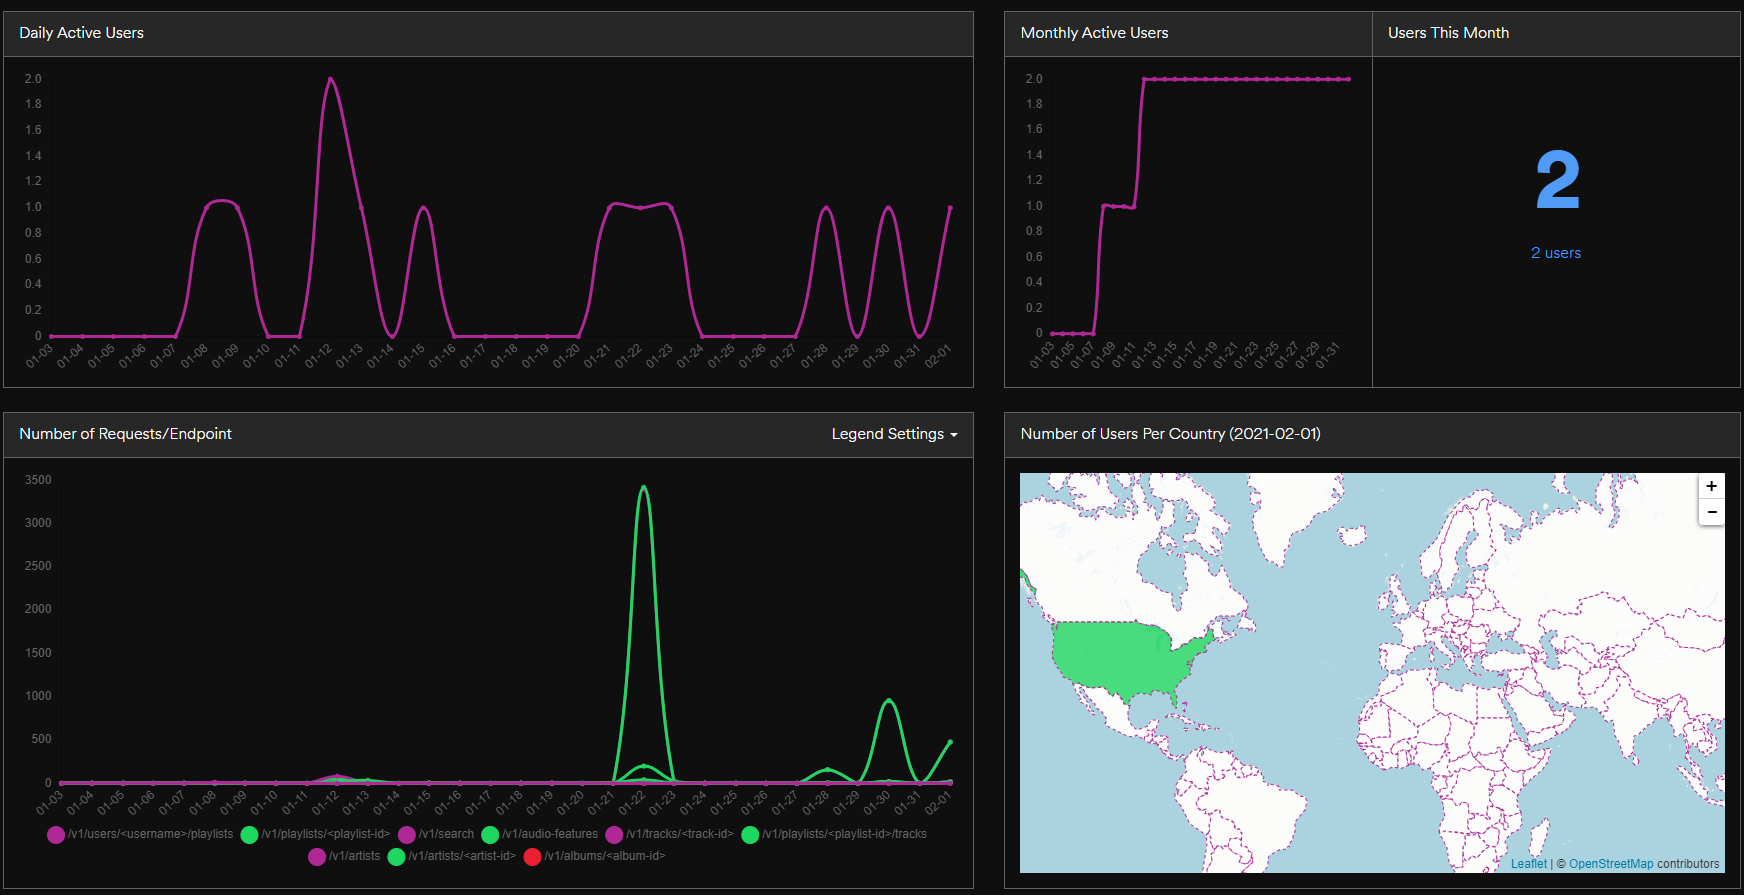 Daily Active Users
2.0
1.8
1.6
1.4
1.2
1.0
0.8
0.6
0.4
0.2
0
01-03 01-04 01-05 01-06 01-07 01-08 01-09 01-10 01-11 01-12 01-13 01-14 01-15 01-16 01-17 01-18 01-19 01-20 01-21 01-22 01-23 01-24 01-25 01-26 01-27 01-28 01-29 01-30 01-31 02-01
Monthly Active Users
2.0
1.8
1.6
1.4
1.2
1.0
0.8
0.6
0.4
0.2
0
01-03 01-05 01-07 01-09 01-11 01-13 01-15 01-17 01-19 01-21 01-23 01-25 01-27 01-29 01-31
Users This Month
2
2 users
Number of Requests/Endpoint
Legend Settings
3500
3000
2500
2000
1500
1000
500
0
01-03 01-04 01-05 01-06 01-07 01-08 01-09 01-10 01-11 01-12 01-13 01-14 01-15 01-16 01-17 01-18 01-19 01-20 01-21 01-22 01-23 01-24 01-25 01-26 01-27 01-28 01-29 01-30 01-31 02-01
/v1/users/<username>/playlists /v1/playlists/<playlist-id> /v1/search /v1/audio-features /v1/tracks/<track-id> /v1/playlists/<playlist-id>/tracks
/v1/artists /v1/artists/<artist-id> /v1/albums/<album-id>
Number of Users Per Country (2021-02-01)
+
−
Leaflet | © OpenStreetMap contributors